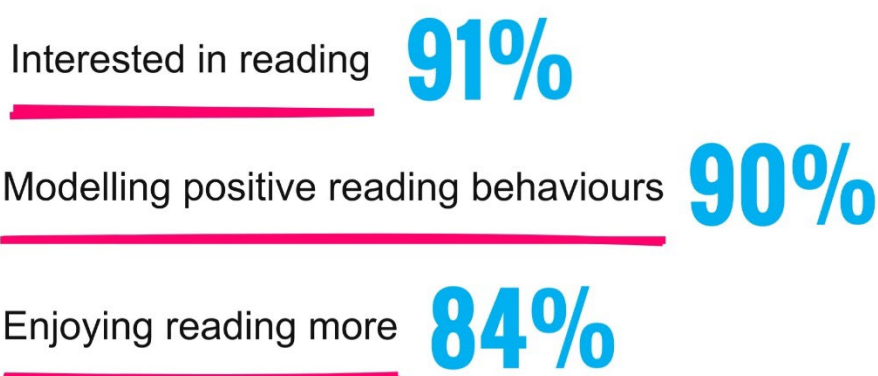 Interested in reading 91%
Modelling positive reading behaviours 90%
Enjoying reading more 84%